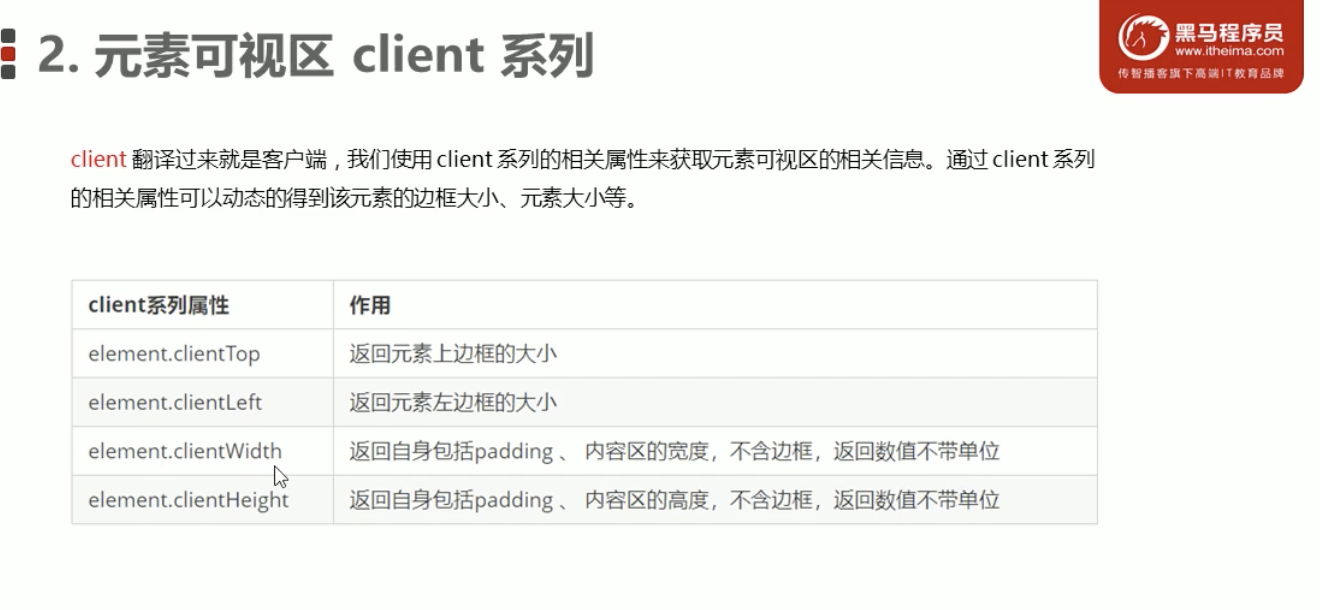 2. 元素可视区 client 系列
黑马程序员
www.itheima.com
传智播客旗下高端IT教育品牌
client 翻译过来就是客户端，我们使用 client 系列的相关属性来获取元素可视区的相关信息。通过 client 系列
的相关属性可以动态的得到该元素的边框大小、元素大小等。
client系列属性 作用
element.clientTop 返回元素上边框的大小
element.clientLeft 返回元素左边框的大小
element.clientWidth 返回自身包括padding 、 内容区的宽度，不含边框，返回数值不带单位
element.clientHeight 返回自身包括padding 、 内容区的高度，不含边框，返回数值不带单位